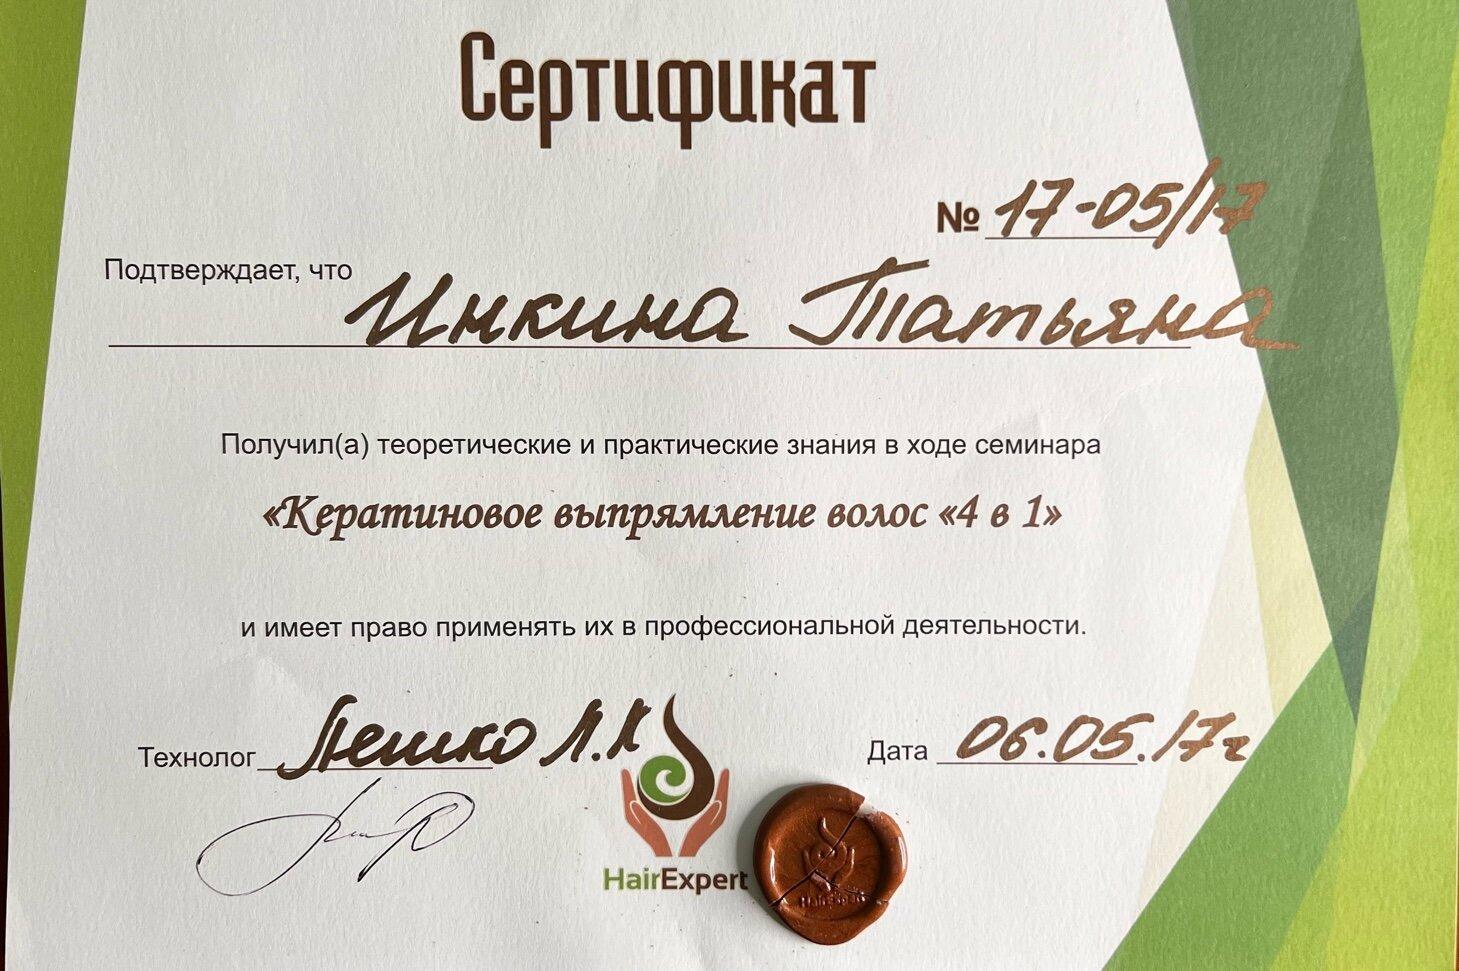 Сертификат
№ 17-05/17
Подтверждает, что
Инкина Татьяна
Получил(а) теоретические и практические знания в ходе семинара
«Кератиновое выпрямление волос «4 в 1»
и имеет право применять их в профессиональной деятельности.
Технолог Лешко Л.К Дата 06.05.17г
HairExpert
HairExpert